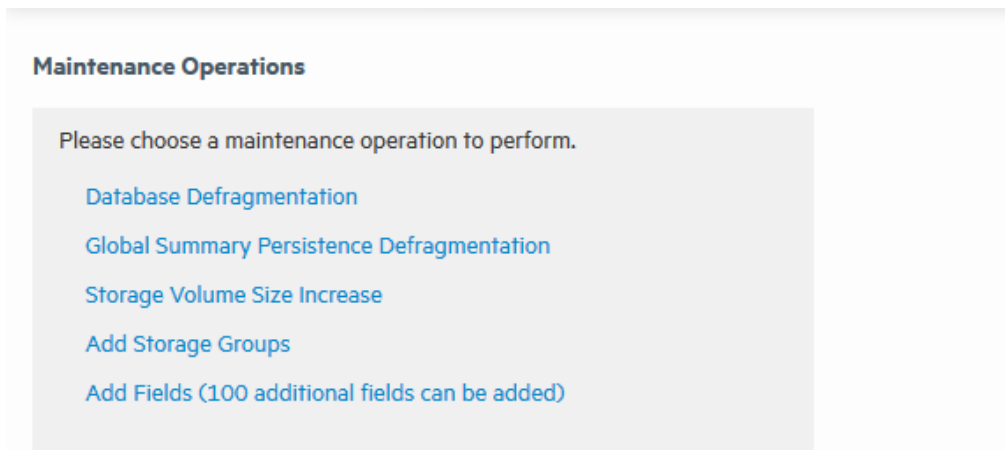 Maintenance Operations
Please choose a maintenance operation to perform.
Database Defragmentation
Global Summary Persistence Defragmentation
Storage Volume Size Increase
Add Storage Groups
Add Fields (100 additional fields can be added)